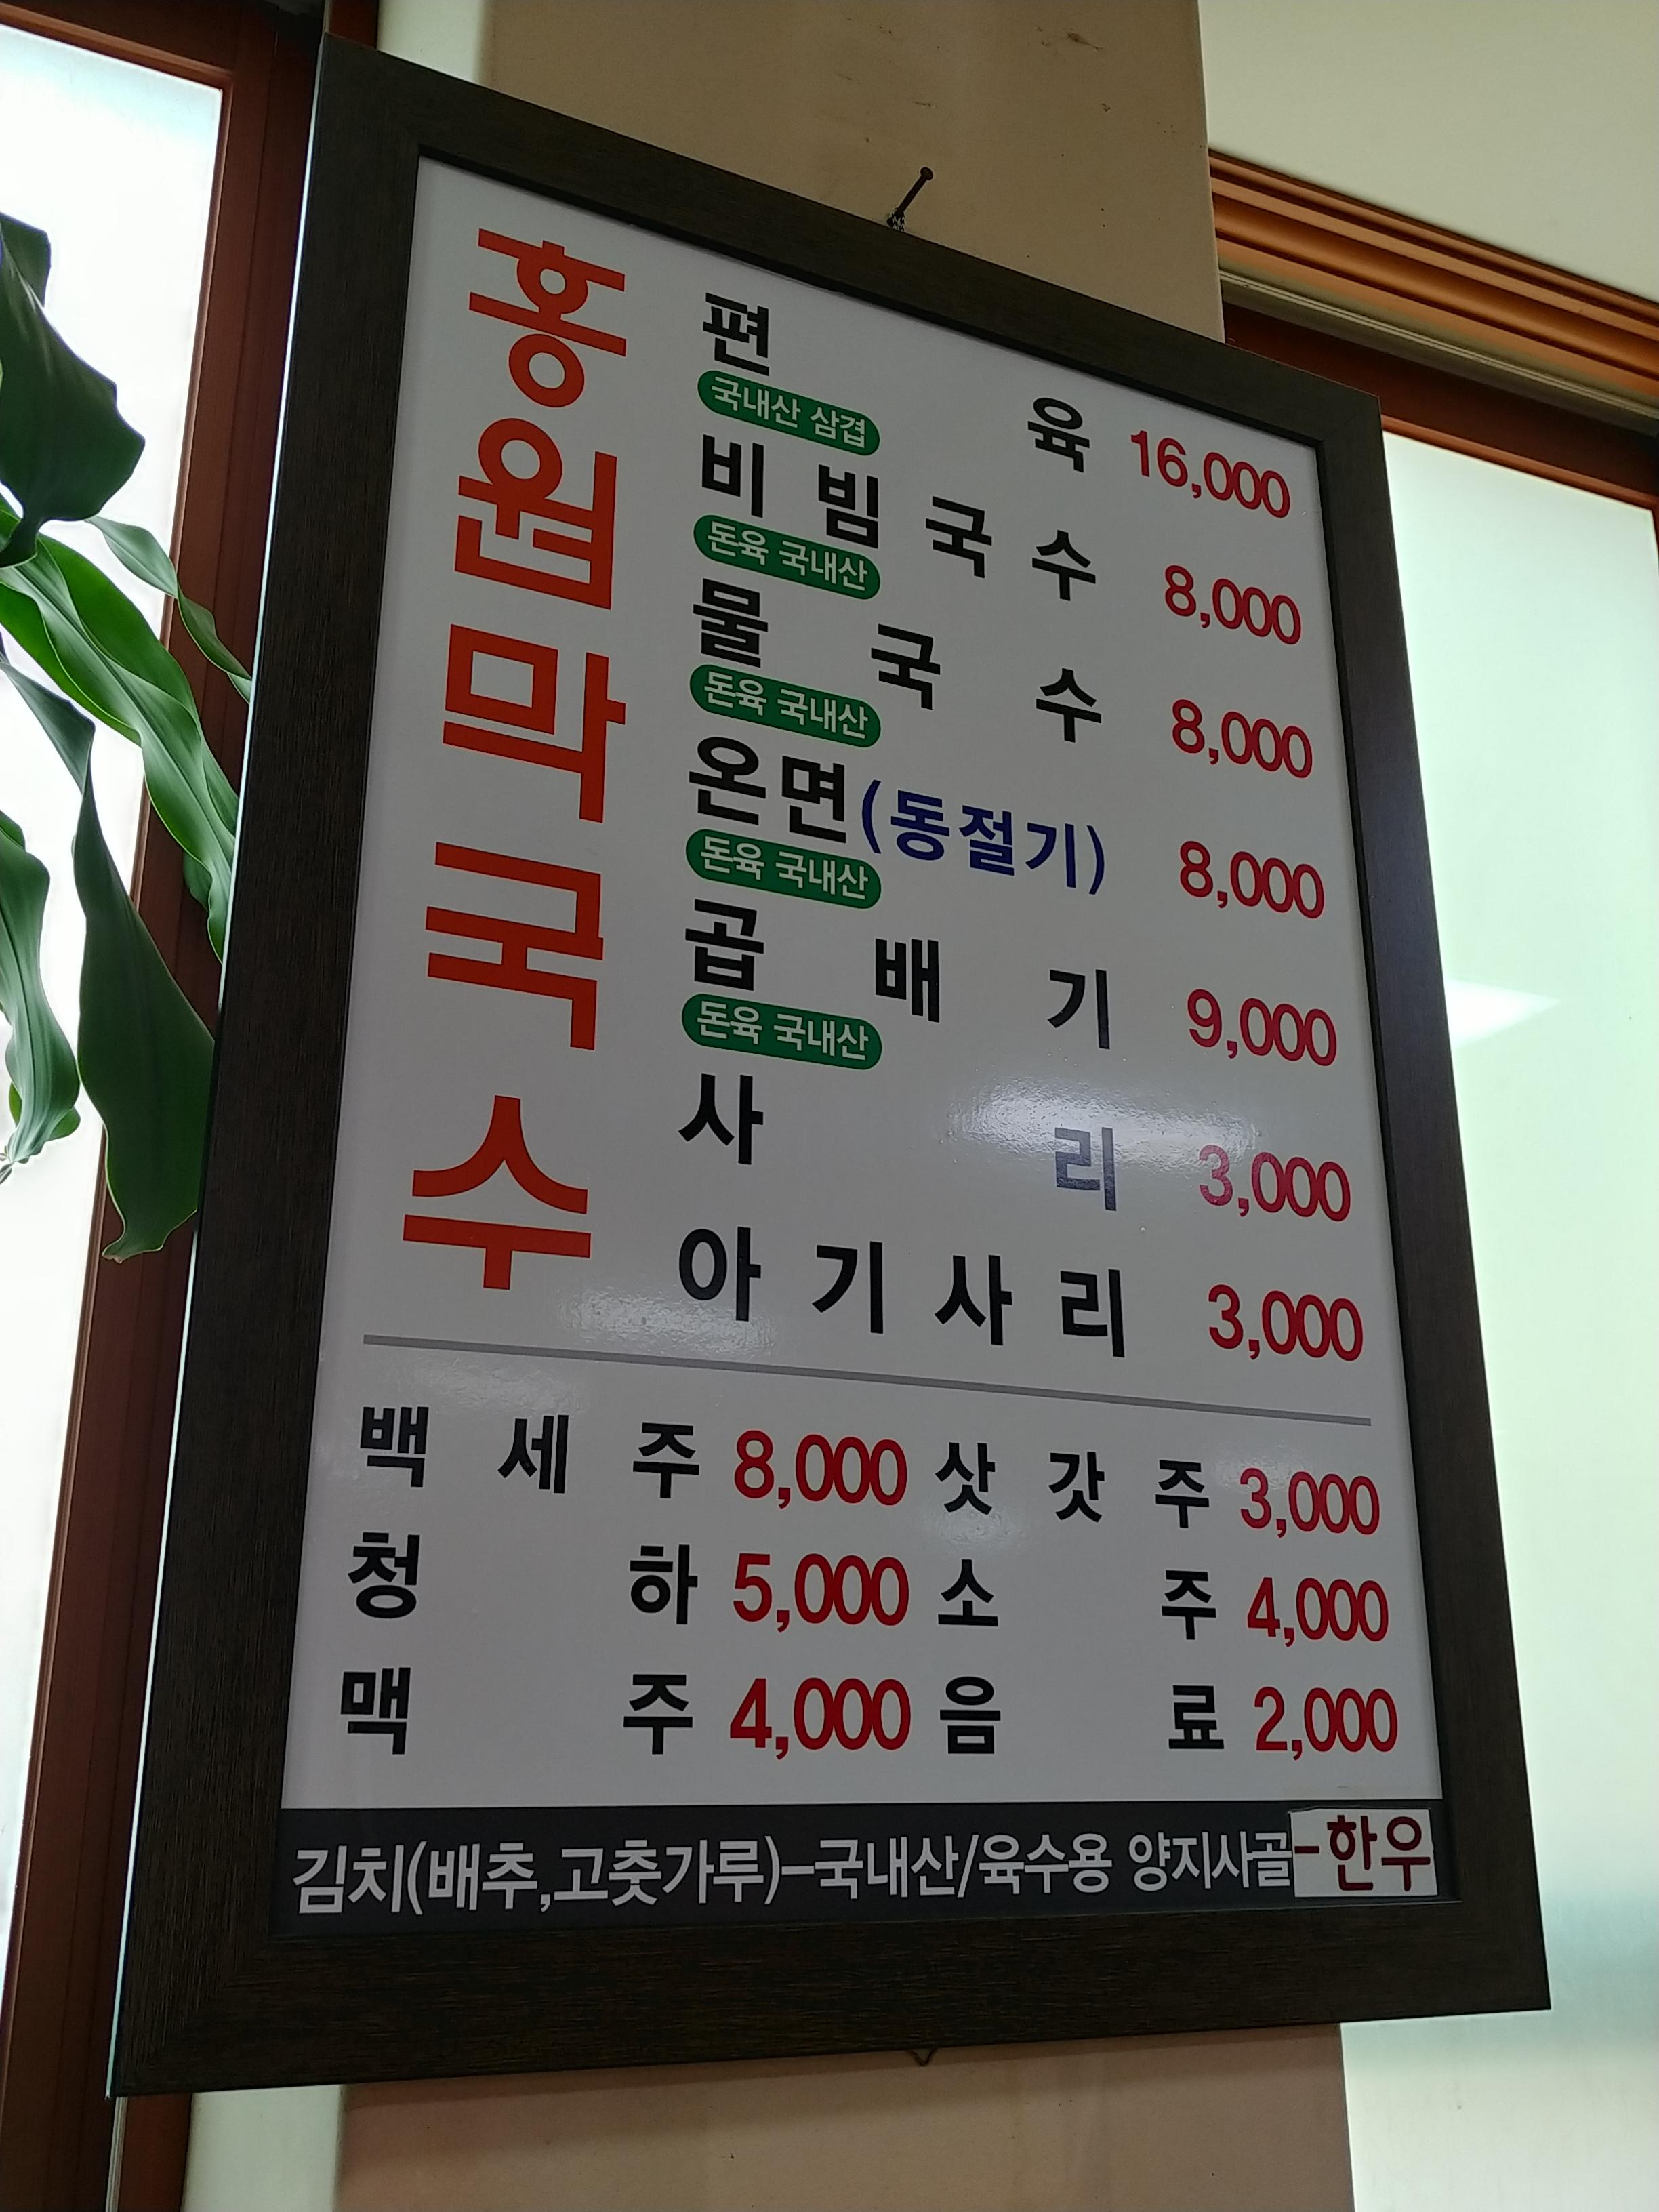 홍원막국수
편육 16,000
국내산 삼겹
비빔국수 8,000
돈육 국내산
물국수 8,000
돈육 국내산
온면(동절기) 8,000
돈육 국내산
곱배기 9,000
돈육 국내산
사리 3,000
아기사리 3,000
백세주 8,000 삿갓주 3,000
청하 5,000 소주 4,000
맥주 4,000 음료 2,000
김치(배추,고춧가루)-국내산/육수용 양지사골-한우